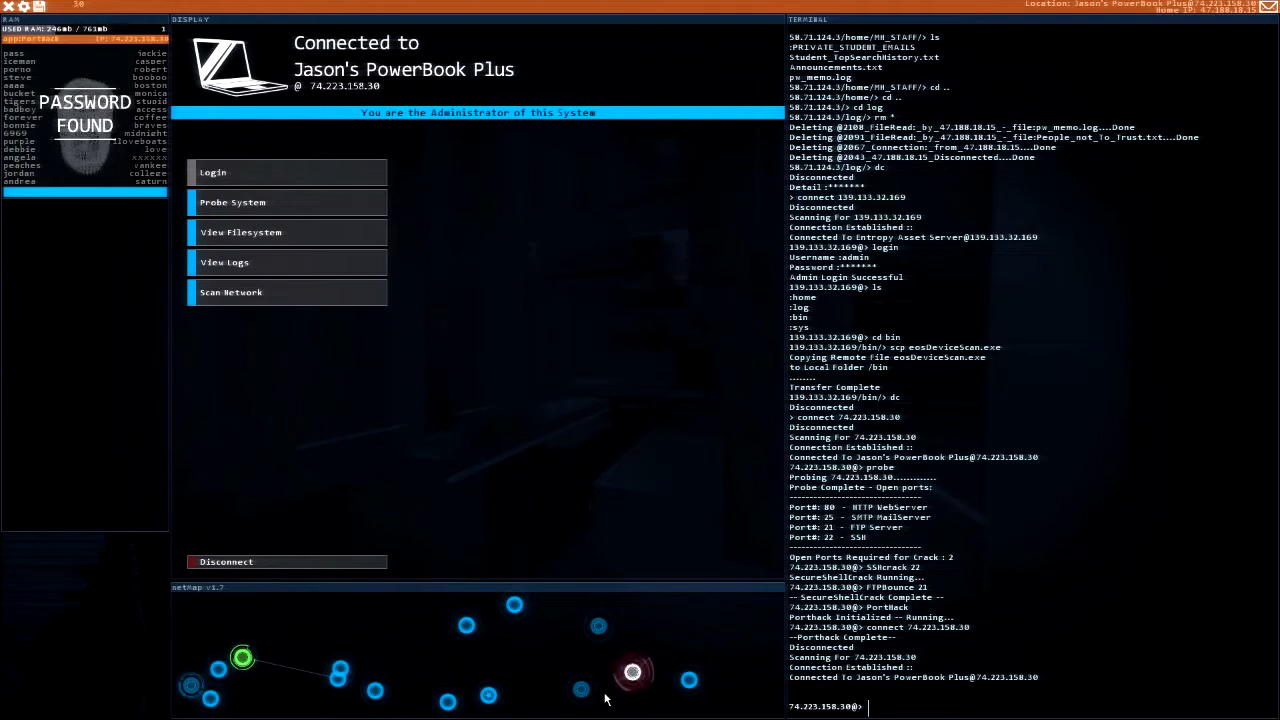 30
Location: Jason's PowerBook Plus@74.223.158.30
Home IP: 47.188.18.15
RAM
USED RAM: 246mb / 761mb 1
app:PortHack IP: 74.223.158.30
pass jackie
iceman casper
porno robert
steve booboo
aaaa boston
bucket monica
tigers stupid
badboy access
forever coffee
bonnie braves
6969 midnight
purple iloveboats
debbie love
angela xxxxxx
peaches yankee
jordan college
andrea saturn
PASSWORD
FOUND
DISPLAY
Connected to
Jason's PowerBook Plus
@ 74.223.158.30
You are the Administrator of this System
Login
Probe System
View Filesystem
View Logs
Scan Network
Disconnect
netMap v1.7
TERMINAL
58.71.124.3/home/MH_STAFF/> ls
:PRIVATE_STUDENT_EMAILS
Student_TopSearchHistory.txt
Announcements.txt
pw_memo.log
58.71.124.3/home/MH_STAFF/> cd ..
58.71.124.3/home/> cd ..
58.71.124.3/> cd log
58.71.124.3/log/> rm *
Deleting @2108_FileRead:_by_47.188.18.15_-_file:pw_memo.log....Done
Deleting @2091_FileRead:_by_47.188.18.15_-_file:People_not_To_Trust.txt....Done
Deleting @2067_Connection:_from_47.188.18.15....Done
Deleting @2043_47.188.18.15_Disconnected....Done
58.71.124.3/log/> dc
Disconnected
Detail :*******
> connect 139.133.32.169
Disconnected
Scanning For 139.133.32.169
Connection Established ::
Connected To Entropy Asset Server@139.133.32.169
139.133.32.169@> login
Username :admin
Password :*******
Admin Login Successful
139.133.32.169@> ls
:home
:log
:bin
:sys
139.133.32.169@> cd bin
139.133.32.169/bin/> scp eosDeviceScan.exe
Copying Remote File eosDeviceScan.exe
to Local Folder /bin
........
Transfer Complete
139.133.32.169/bin/> dc
Disconnected
> connect 74.223.158.30
Disconnected
Scanning For 74.223.158.30
Connection Established ::
Connected To Jason's PowerBook Plus@74.223.158.30
74.223.158.30@> probe
Probing 74.223.158.30.............
Probe Complete - Open ports:
---------------------------------
Port#: 80 - HTTP WebServer
Port#: 25 - SMTP MailServer
Port#: 21 - FTP Server
Port#: 22 - SSH
---------------------------------
Open Ports Required for Crack : 2
74.223.158.30@> SSHcrack 22
SecureShellCrack Running...
74.223.158.30@> FTPBounce 21
-- SecureShellCrack Complete --
74.223.158.30@> PortHack
Porthack Initialized -- Running...
74.223.158.30@> connect 74.223.158.30
--Porthack Complete--
Disconnected
Scanning For 74.223.158.30
Connection Established ::
Connected To Jason's PowerBook Plus@74.223.158.30
74.223.158.30@>